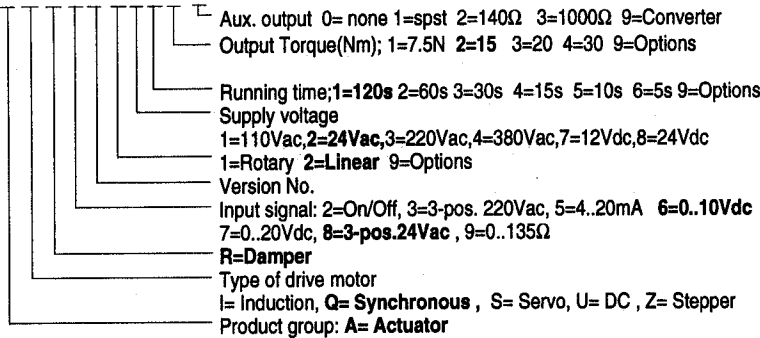 Aux. output 0= none 1=spst 2=140Ω 3=1000Ω 9=Converter
Output Torque(Nm); 1=7.5N 2=15 3=20 4=30 9=Options
Running time;1=120s 2=60s 3=30s 4=15s 5=10s 6=5s 9=Options
Supply voltage
1=110Vac,2=24Vac,3=220Vac,4=380Vac,7=12Vdc,8=24Vdc
1=Rotary 2=Linear 9=Options
Version No.
Input signal: 2=On/Off, 3=3-pos. 220Vac, 5=4..20mA 6=0..10Vdc
7=0..20Vdc, 8=3-pos.24Vac , 9=0..135Ω
R=Damper
Type of drive motor
I= Induction, Q= Synchronous , S= Servo, U= DC , Z= Stepper
Product group: A= Actuator